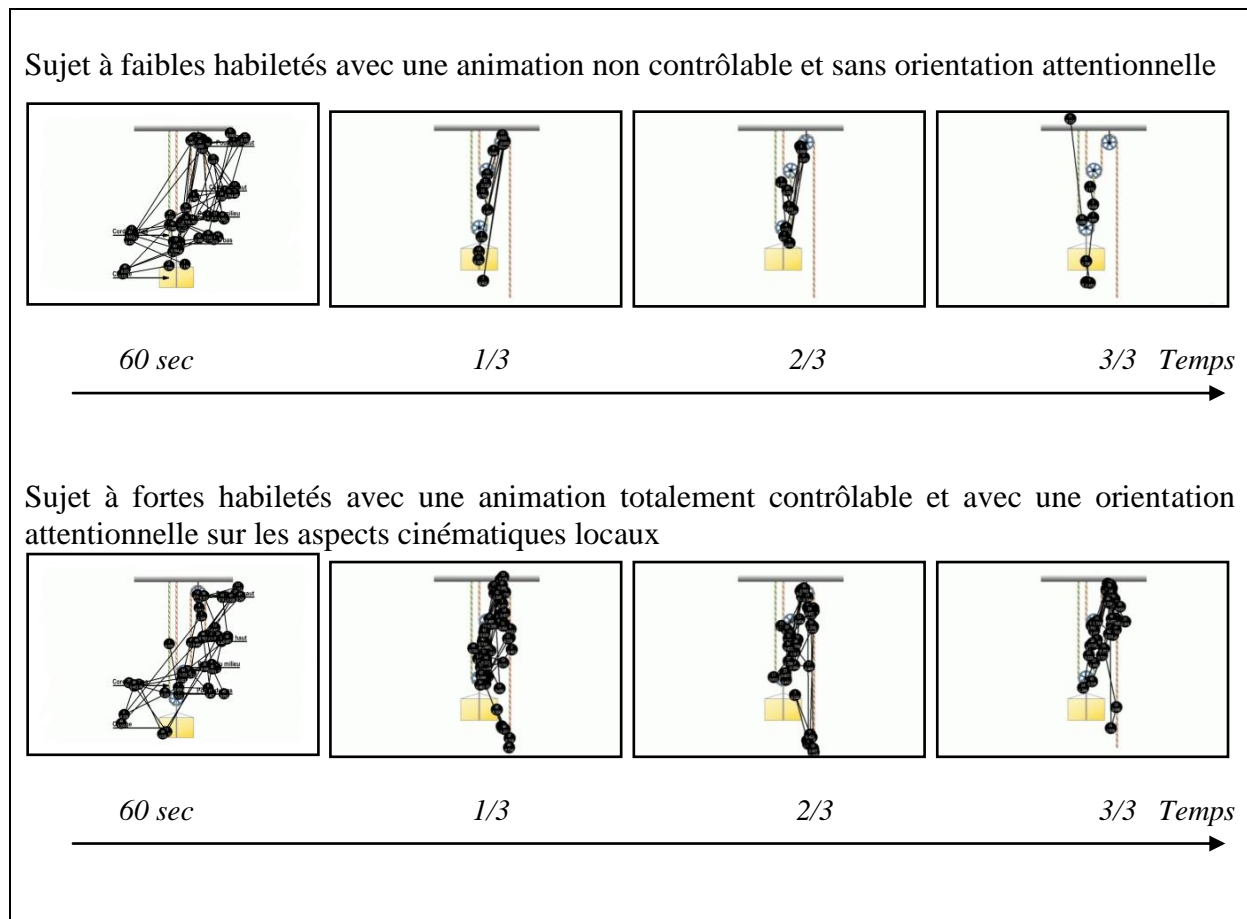 Sujet à faibles habiletés avec une animation non contrôlable et sans orientation attentionnelle
60 sec 1/3 2/3 3/3 Temps
Sujet à fortes habiletés avec une animation totalement contrôlable et avec une orientation
attentionnelle sur les aspects cinématiques locaux
haut
milieu
60 sec 1/3 2/3 3/3 Temps